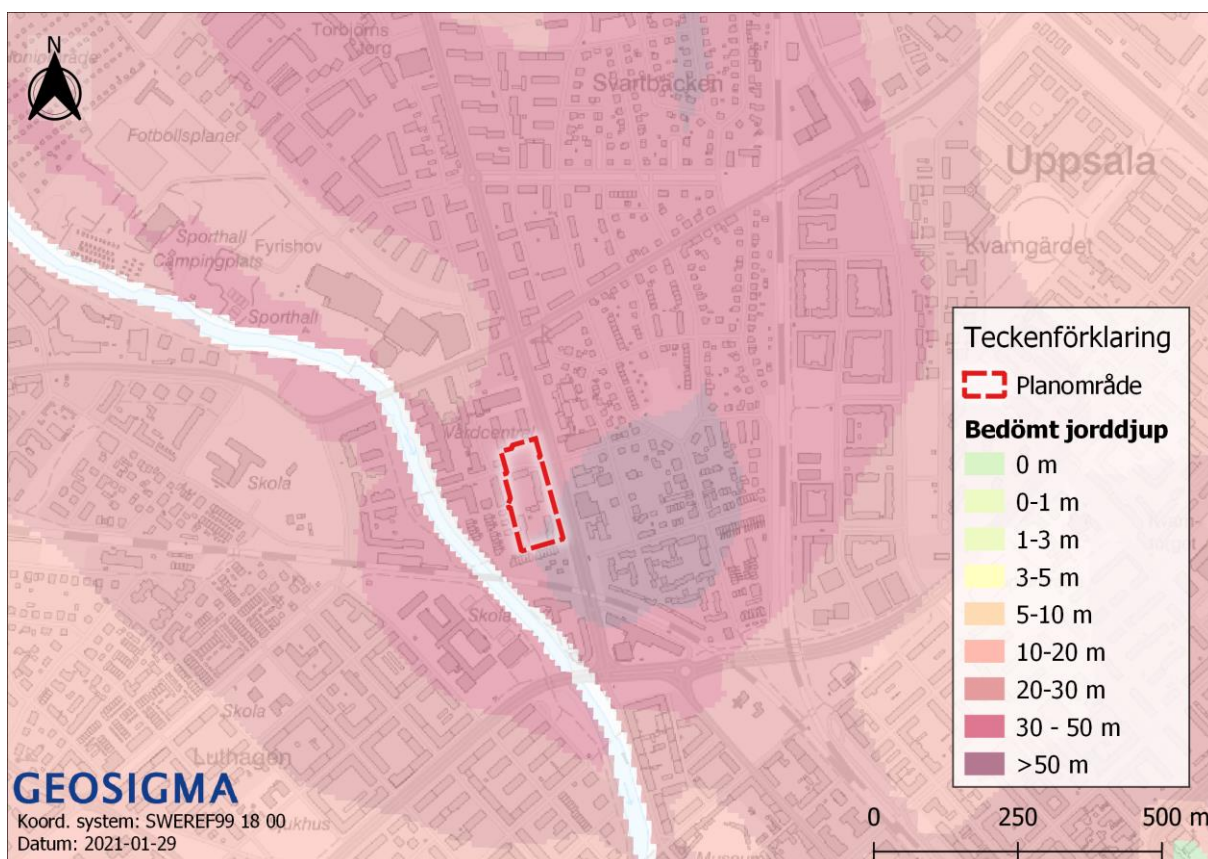 N
Torbjörns
torg
Svartbäcken
Fotbollsplaner
Uppsala
Kvarngärdet
Sporthall
Fyrishov
Campingplats
Sporthall
Teckenförklaring
Planområde
Bedömt jorddjup
0 m
0-1 m
1-3 m
3-5 m
5-10 m
10-20 m
20-30 m
30 - 50 m
>50 m
Vårdcentral
Skola
Skola
Skola
Luthagen
GEOSIGMA
Koord. system: SWEREF99 18 00
Datum: 2021-01-29
0 250 500 m